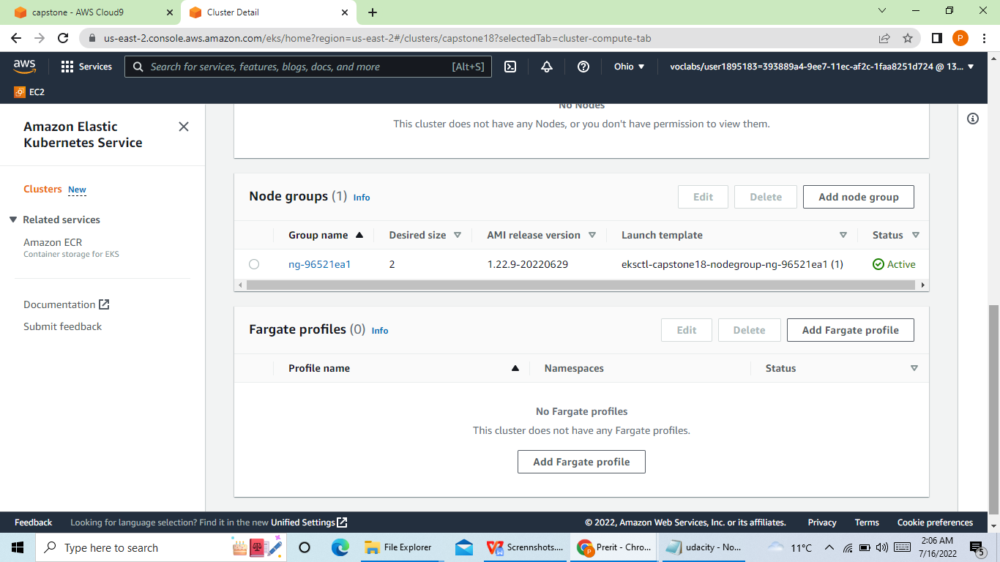 capstone - AWS Cloud9
Cluster Detail
us-east-2.console.aws.amazon.com/eks/home?region=us-east-2#/clusters/capstone18?selectedTab=cluster-compute-tab
P
aws
Services
Search for services, features, blogs, docs, and more
[Alt+S]
Ohio
voclabs/user1895183=393889a4-9ee7-11ec-af2c-1faa8251d724 @ 13...
EC2
Amazon Elastic
Kubernetes Service
Clusters New
Related services
Amazon ECR
Container storage for EKS
Documentation
Submit feedback
No Nodes
This cluster does not have any Nodes, or you don't have permission to view them.
Node groups (1) Info
Edit
Delete
Add node group
Group name Desired size AMI release version Launch template Status
ng-96521ea1 2 1.22.9-20220629 eksctl-capstone18-nodegroup-ng-96521ea1 (1) Active
Fargate profiles (0) Info
Edit
Delete
Add Fargate profile
Profile name Namespaces Status
No Fargate profiles
This cluster does not have any Fargate profiles.
Add Fargate profile
Feedback
Looking for language selection? Find it in the new Unified Settings
© 2022, Amazon Web Services, Inc. or its affiliates.
Privacy
Terms
Cookie preferences
Type here to search
File Explorer
Scrennshots....
P
Prerit - Chro...
udacity - No...
11°C
2:06 AM
7/16/2022
5